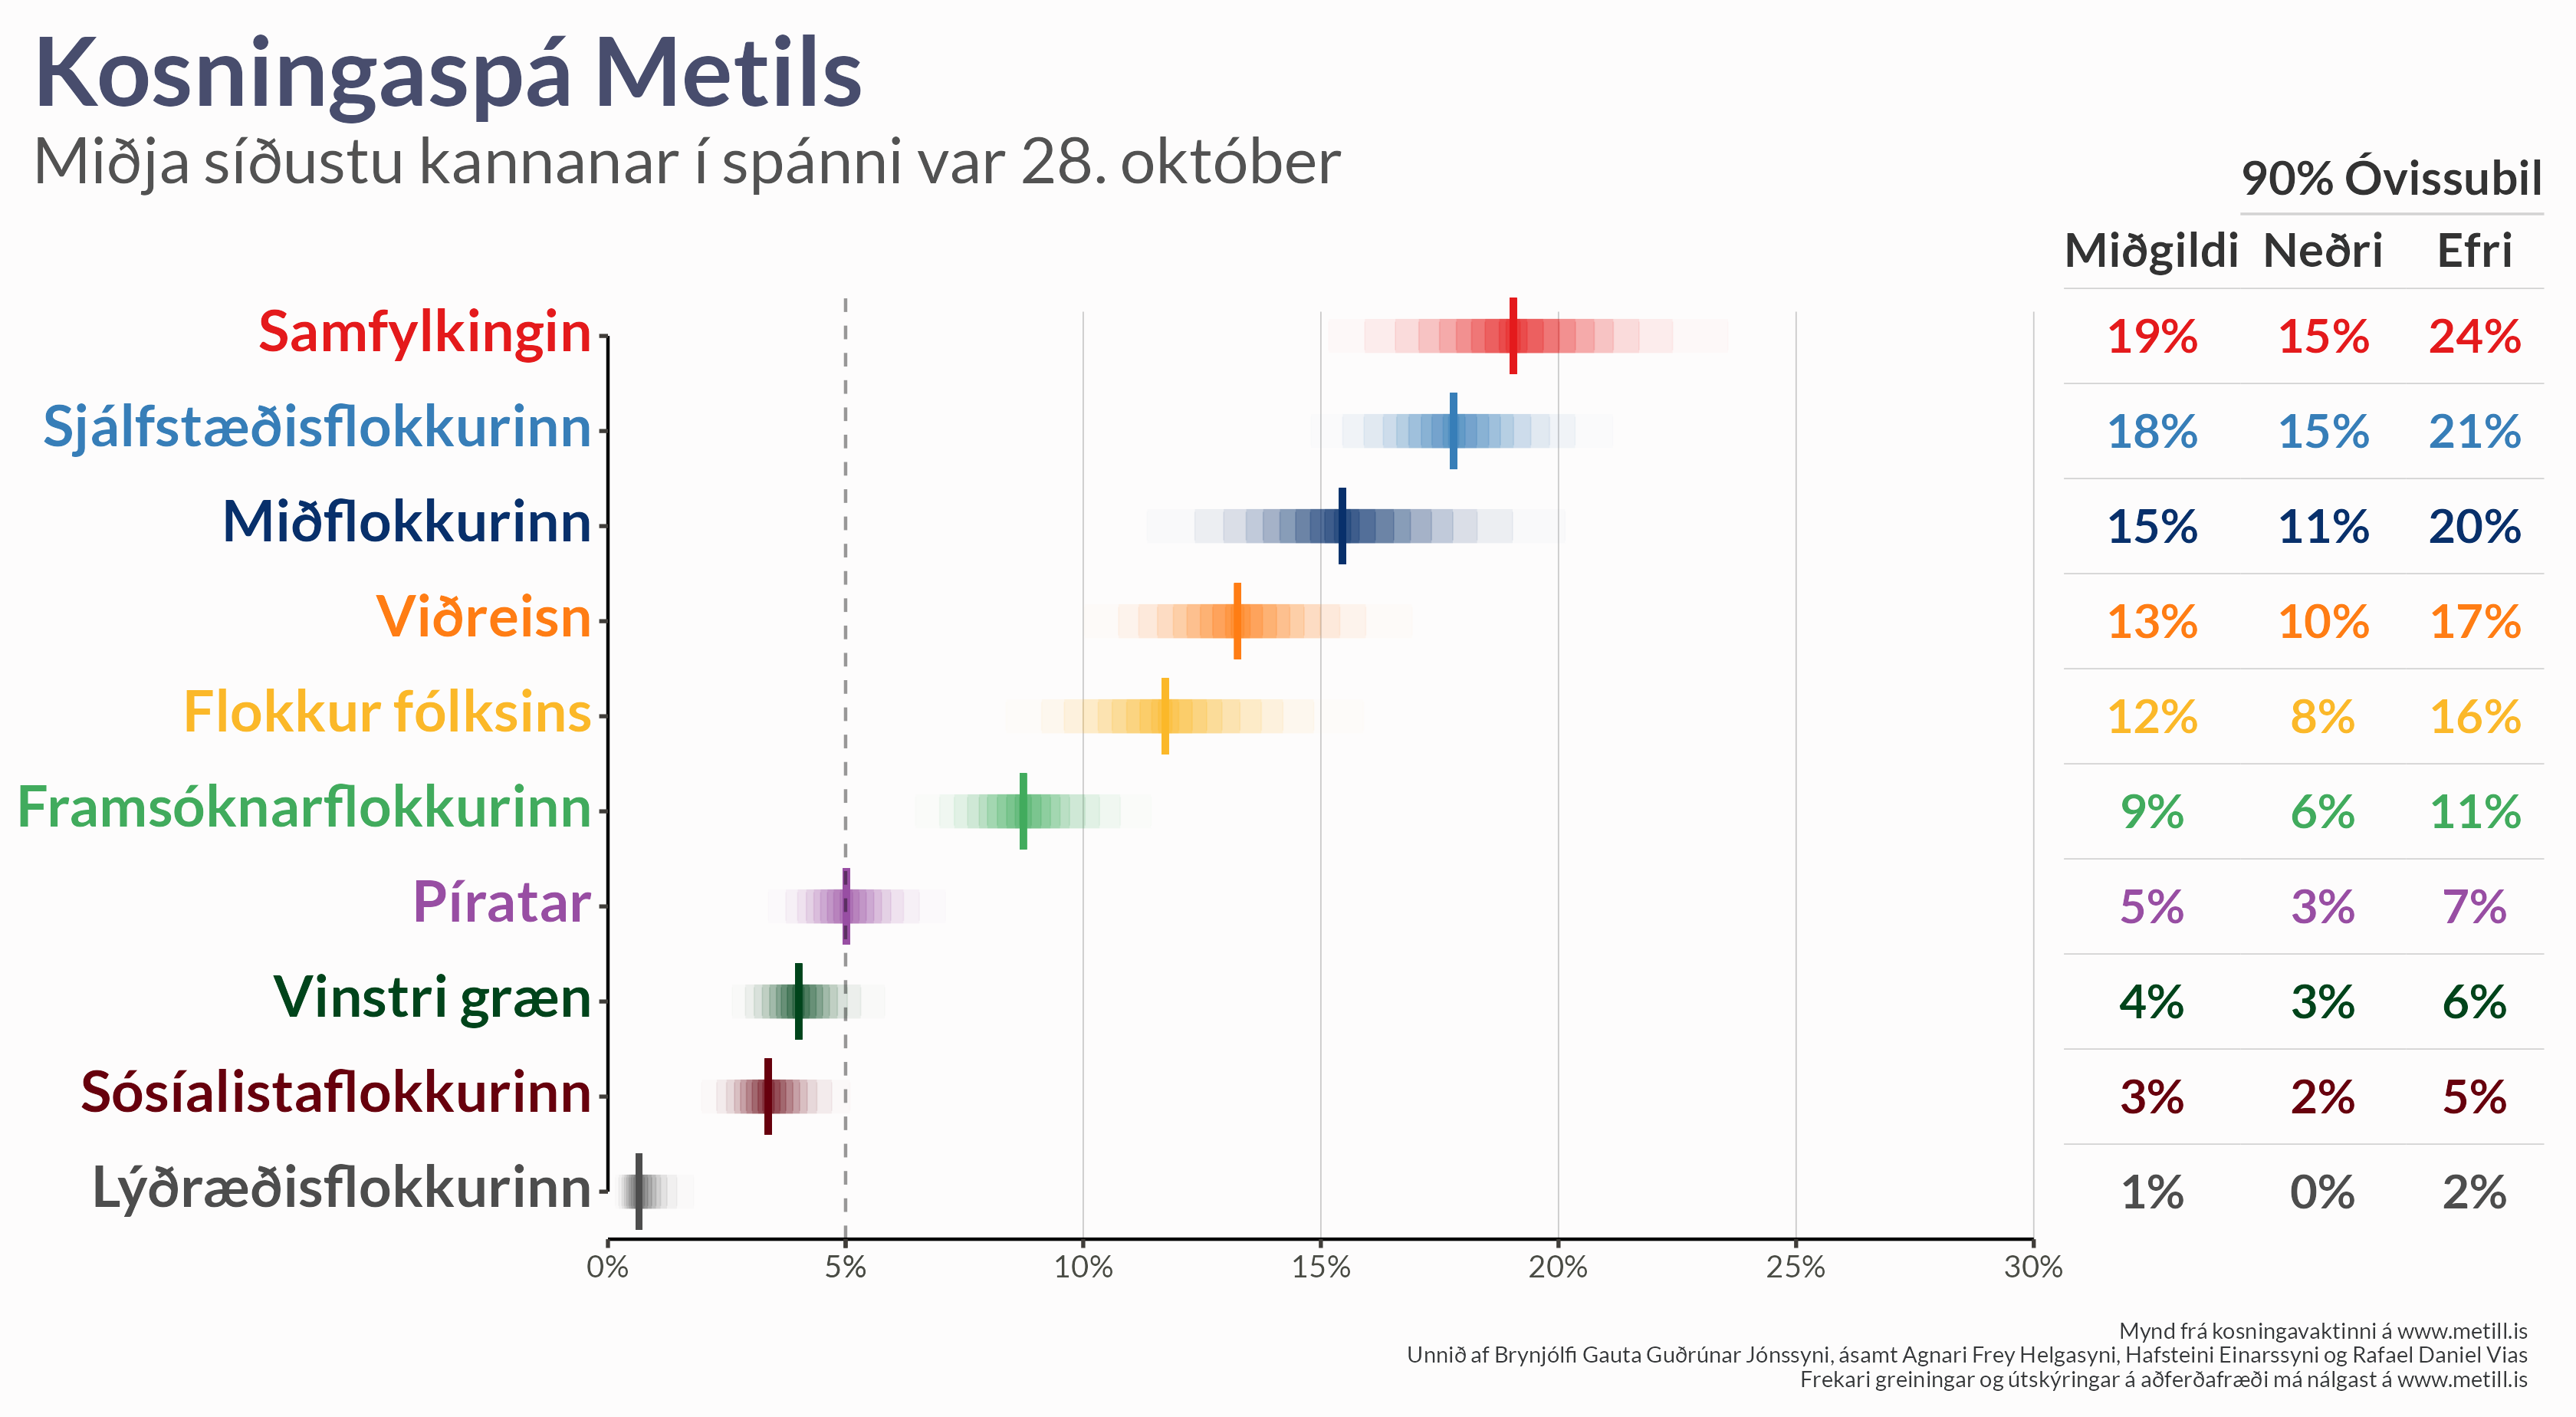 Kosningaspá Metils
Miðja síðustu kannanar í spánni var 28. október
90% Óvissubil
Miðgildi Neðri Efri
Samfylkingin 19% 15% 24%
Sjálfstæðisflokkurinn 18% 15% 21%
Miðflokkurinn 15% 11% 20%
Viðreisn 13% 10% 17%
Flokkur fólksins 12% 8% 16%
Framsóknarflokkurinn 9% 6% 11%
Píratar 5% 3% 7%
Vinstri græn 4% 3% 6%
Sósíalistaflokkurinn 3% 2% 5%
Lýðræðisflokkurinn 1% 0% 2%
0% 5% 10% 15% 20% 25% 30%
Mynd frá kosningavaktinni á www.metill.is
Unnið af Brynjólfi Gauta Guðrúnar Jónssyni, ásamt Agnari Frey Helgasyni, Hafsteini Einarssyni og Rafael Daniel Vias
Frekari greiningar og útskýringar á aðferðafræði má nálgast á www.metill.is